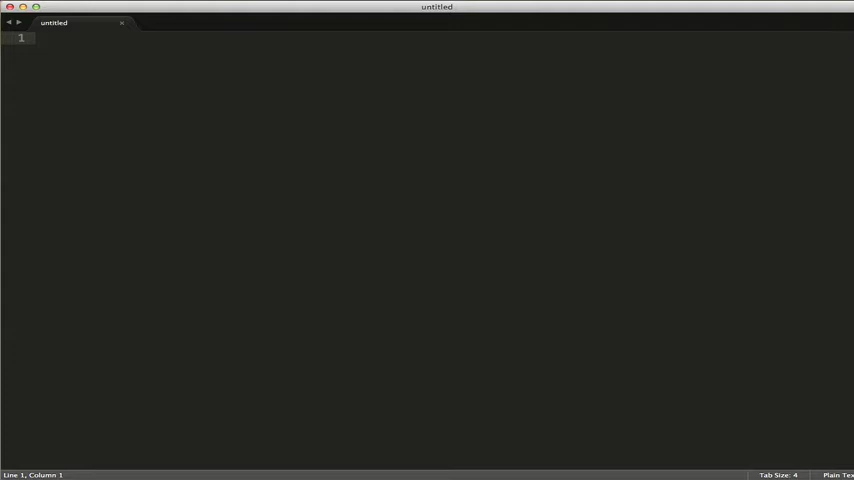 untitled
untitled
1
Line 1, Column 1
Tab Size: 4
Plain Tex